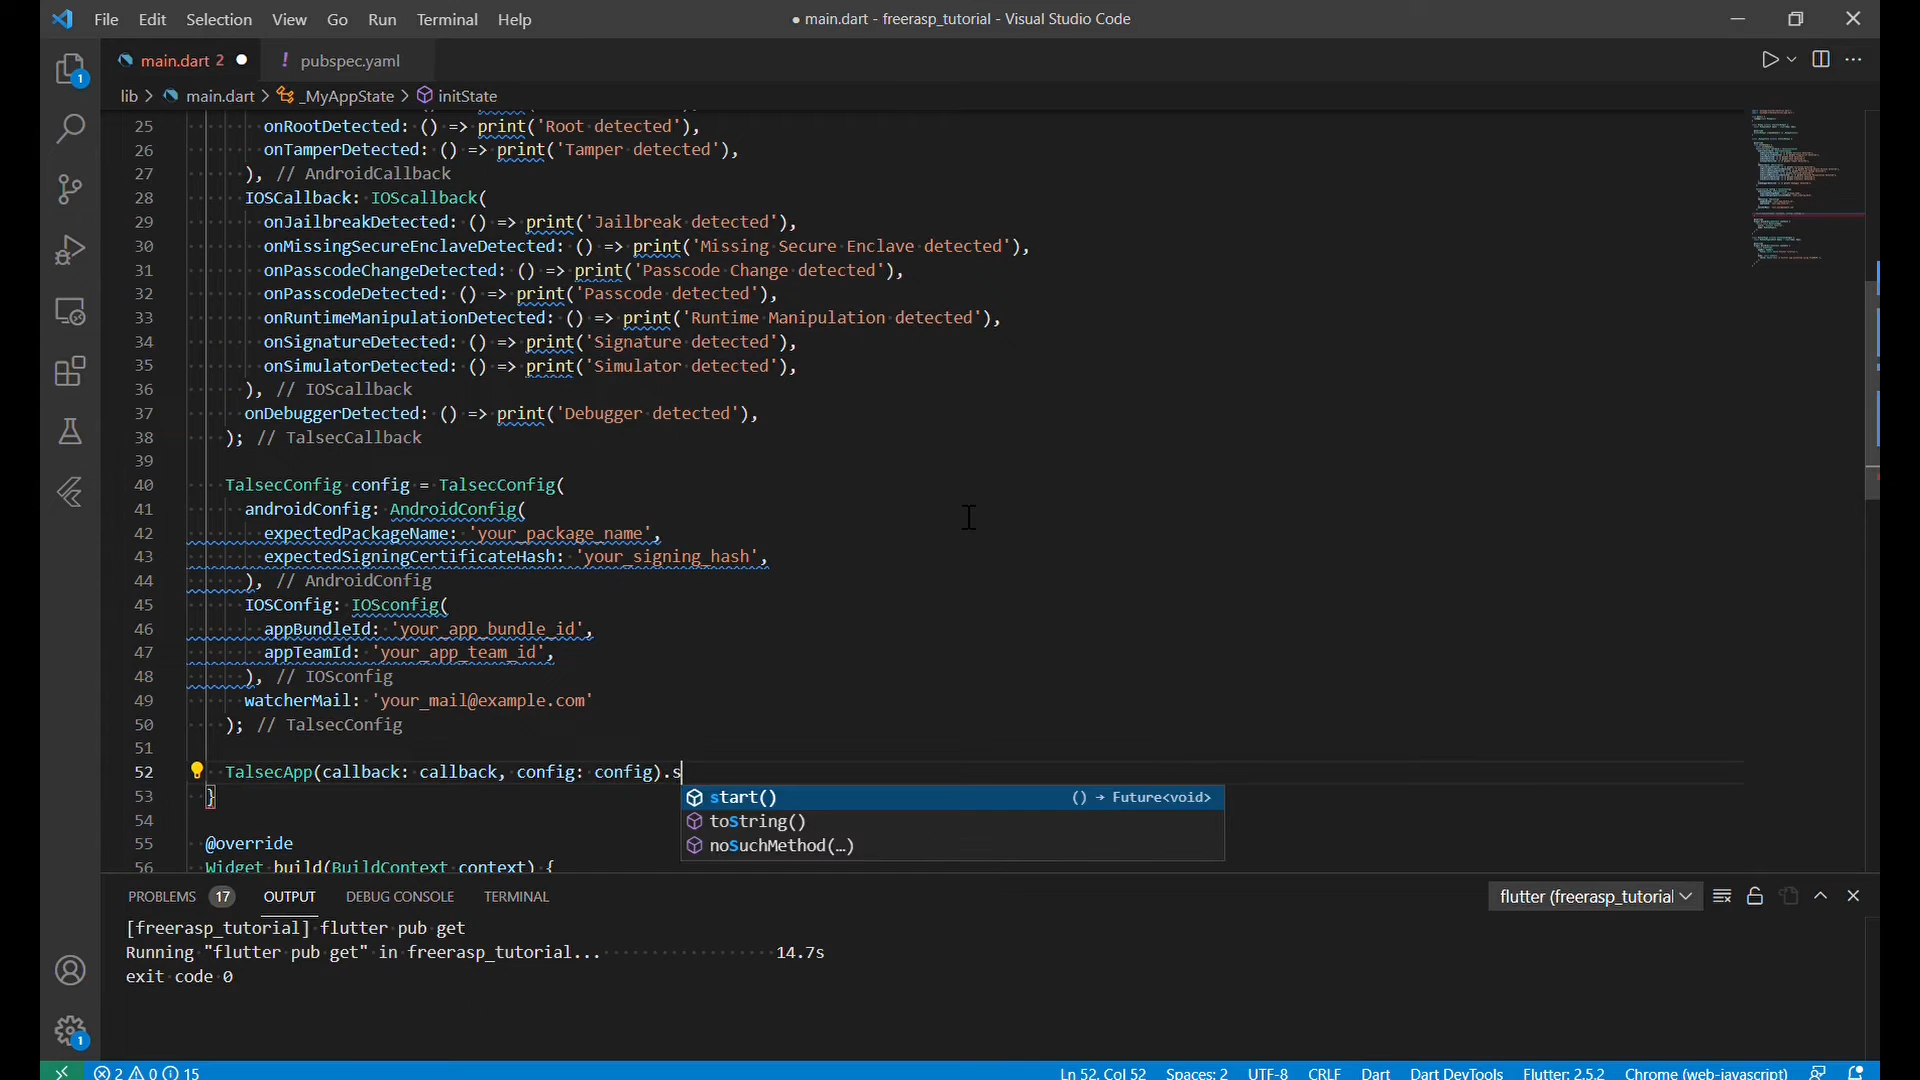 File Edit Selection View Go Run Terminal Help
● main.dart - freerasp_tutorial - Visual Studio Code
main.dart 2 ●
! pubspec.yaml
lib > main.dart > _MyAppState > initState
25 onRootDetected: () => print('Root detected'),
26 onTamperDetected: () => print('Tamper detected'),
27 ), // AndroidCallback
28 IOSCallback: IOScallback(
29 onJailbreakDetected: () => print('Jailbreak detected'),
30 onMissingSecureEnclaveDetected: () => print('Missing Secure Enclave detected'),
31 onPasscodeChangeDetected: () => print('Passcode Change detected'),
32 onPasscodeDetected: () => print('Passcode detected'),
33 onRuntimeManipulationDetected: () => print('Runtime Manipulation detected'),
34 onSignatureDetected: () => print('Signature detected'),
35 onSimulatorDetected: () => print('Simulator detected'),
36 ), // IOScallback
37 onDebuggerDetected: () => print('Debugger detected'),
38 ); // TalsecCallback
39
40 TalsecConfig config = TalsecConfig(
41 androidConfig: AndroidConfig(
42 expectedPackageName: 'your_package_name',
43 expectedSigningCertificateHash: 'your_signing_hash',
44 ), // AndroidConfig
45 IOSConfig: IOSconfig(
46 appBundleId: 'your_app_bundle_id',
47 appTeamId: 'your_app_team_id',
48 ), // IOSconfig
49 watcherMail: 'your_mail@example.com'
50 ); // TalsecConfig
51
52 TalsecApp(callback: callback, config: config).s
53 }
start() () → Future<void>
54
toString()
55 @override
noSuchMethod(…)
56 Widget build(BuildContext context) {
PROBLEMS 17 OUTPUT DEBUG CONSOLE TERMINAL
flutter (freerasp_tutorial
[freerasp_tutorial] flutter pub get
Running "flutter pub get" in freerasp_tutorial... 14.7s
exit code 0
1
1
2 0 15
Ln 52, Col 52 Spaces: 2 UTF-8 CRLF Dart Dart DevTools Flutter: 2.5.2 Chrome (web-javascript)